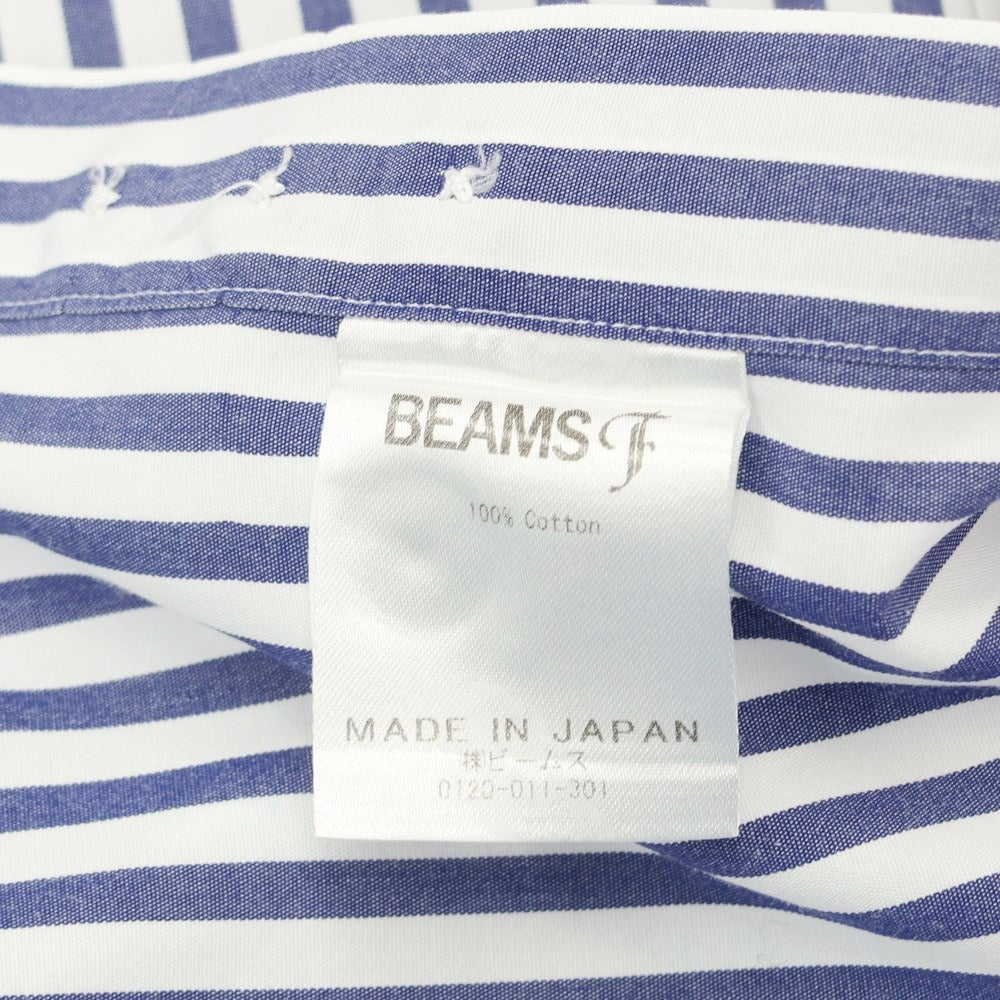 BEAMS F
100% Cotton
MADE IN JAPAN
㈱ビームス
0120-011-301